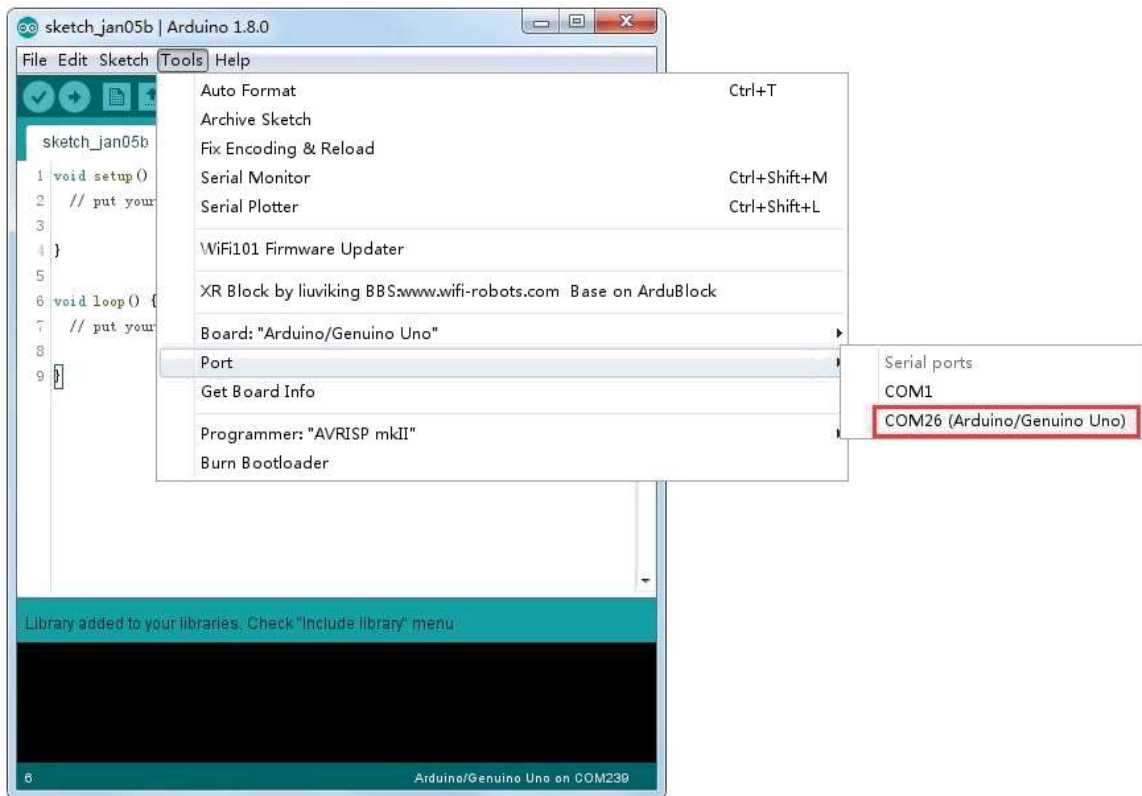 sketch_jan05b | Arduino 1.8.0
File Edit Sketch Tools Help
sketch_jan05b
1 void setup()
2 // put your
3
4 }
5
6 void loop() {
7 // put your
8
9 }
Auto Format Ctrl+T
Archive Sketch
Fix Encoding & Reload
Serial Monitor Ctrl+Shift+M
Serial Plotter Ctrl+Shift+L
WiFi101 Firmware Updater
XR Block by liuviking BBS:www.wifi-robots.com Base on ArduBlock
Board: "Arduino/Genuino Uno"
Port
Get Board Info
Programmer: "AVRISP mkII"
Burn Bootloader
Serial ports
COM1
COM26 (Arduino/Genuino Uno)
Library added to your libraries. Check "Include library" menu
6 Arduino/Genuino Uno on COM239